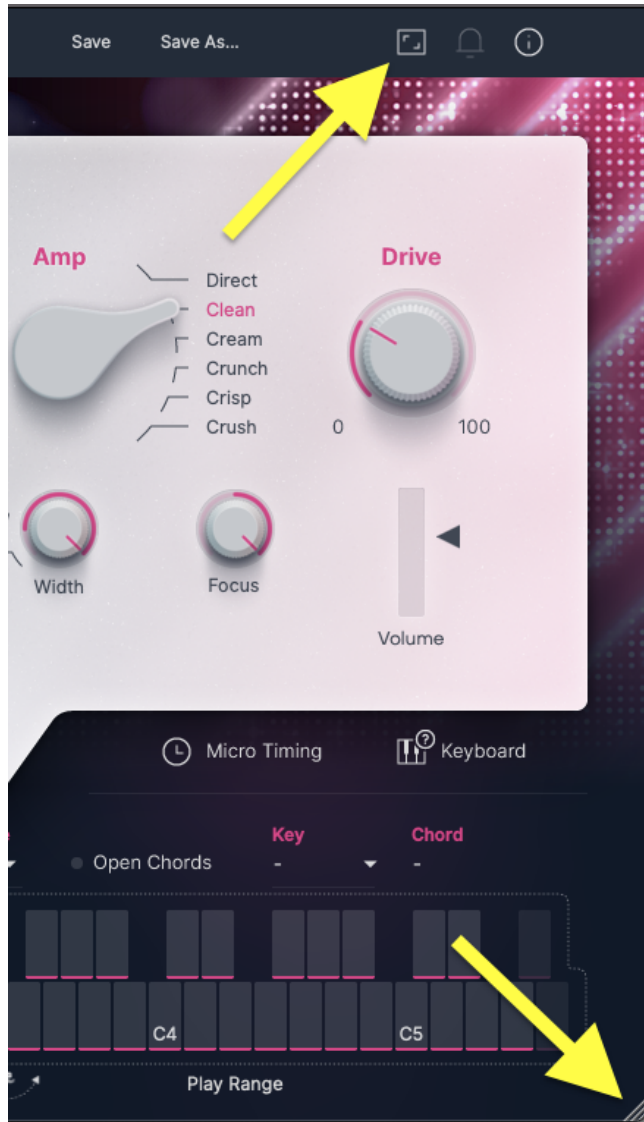 Save Save As...
Amp
Drive
Direct
Clean
Cream
Crunch
Crisp
Crush
0 100
Width
Focus
Volume
Micro Timing
? Keyboard
Key
Chord
Open Chords
- -
C4 C5
Play Range